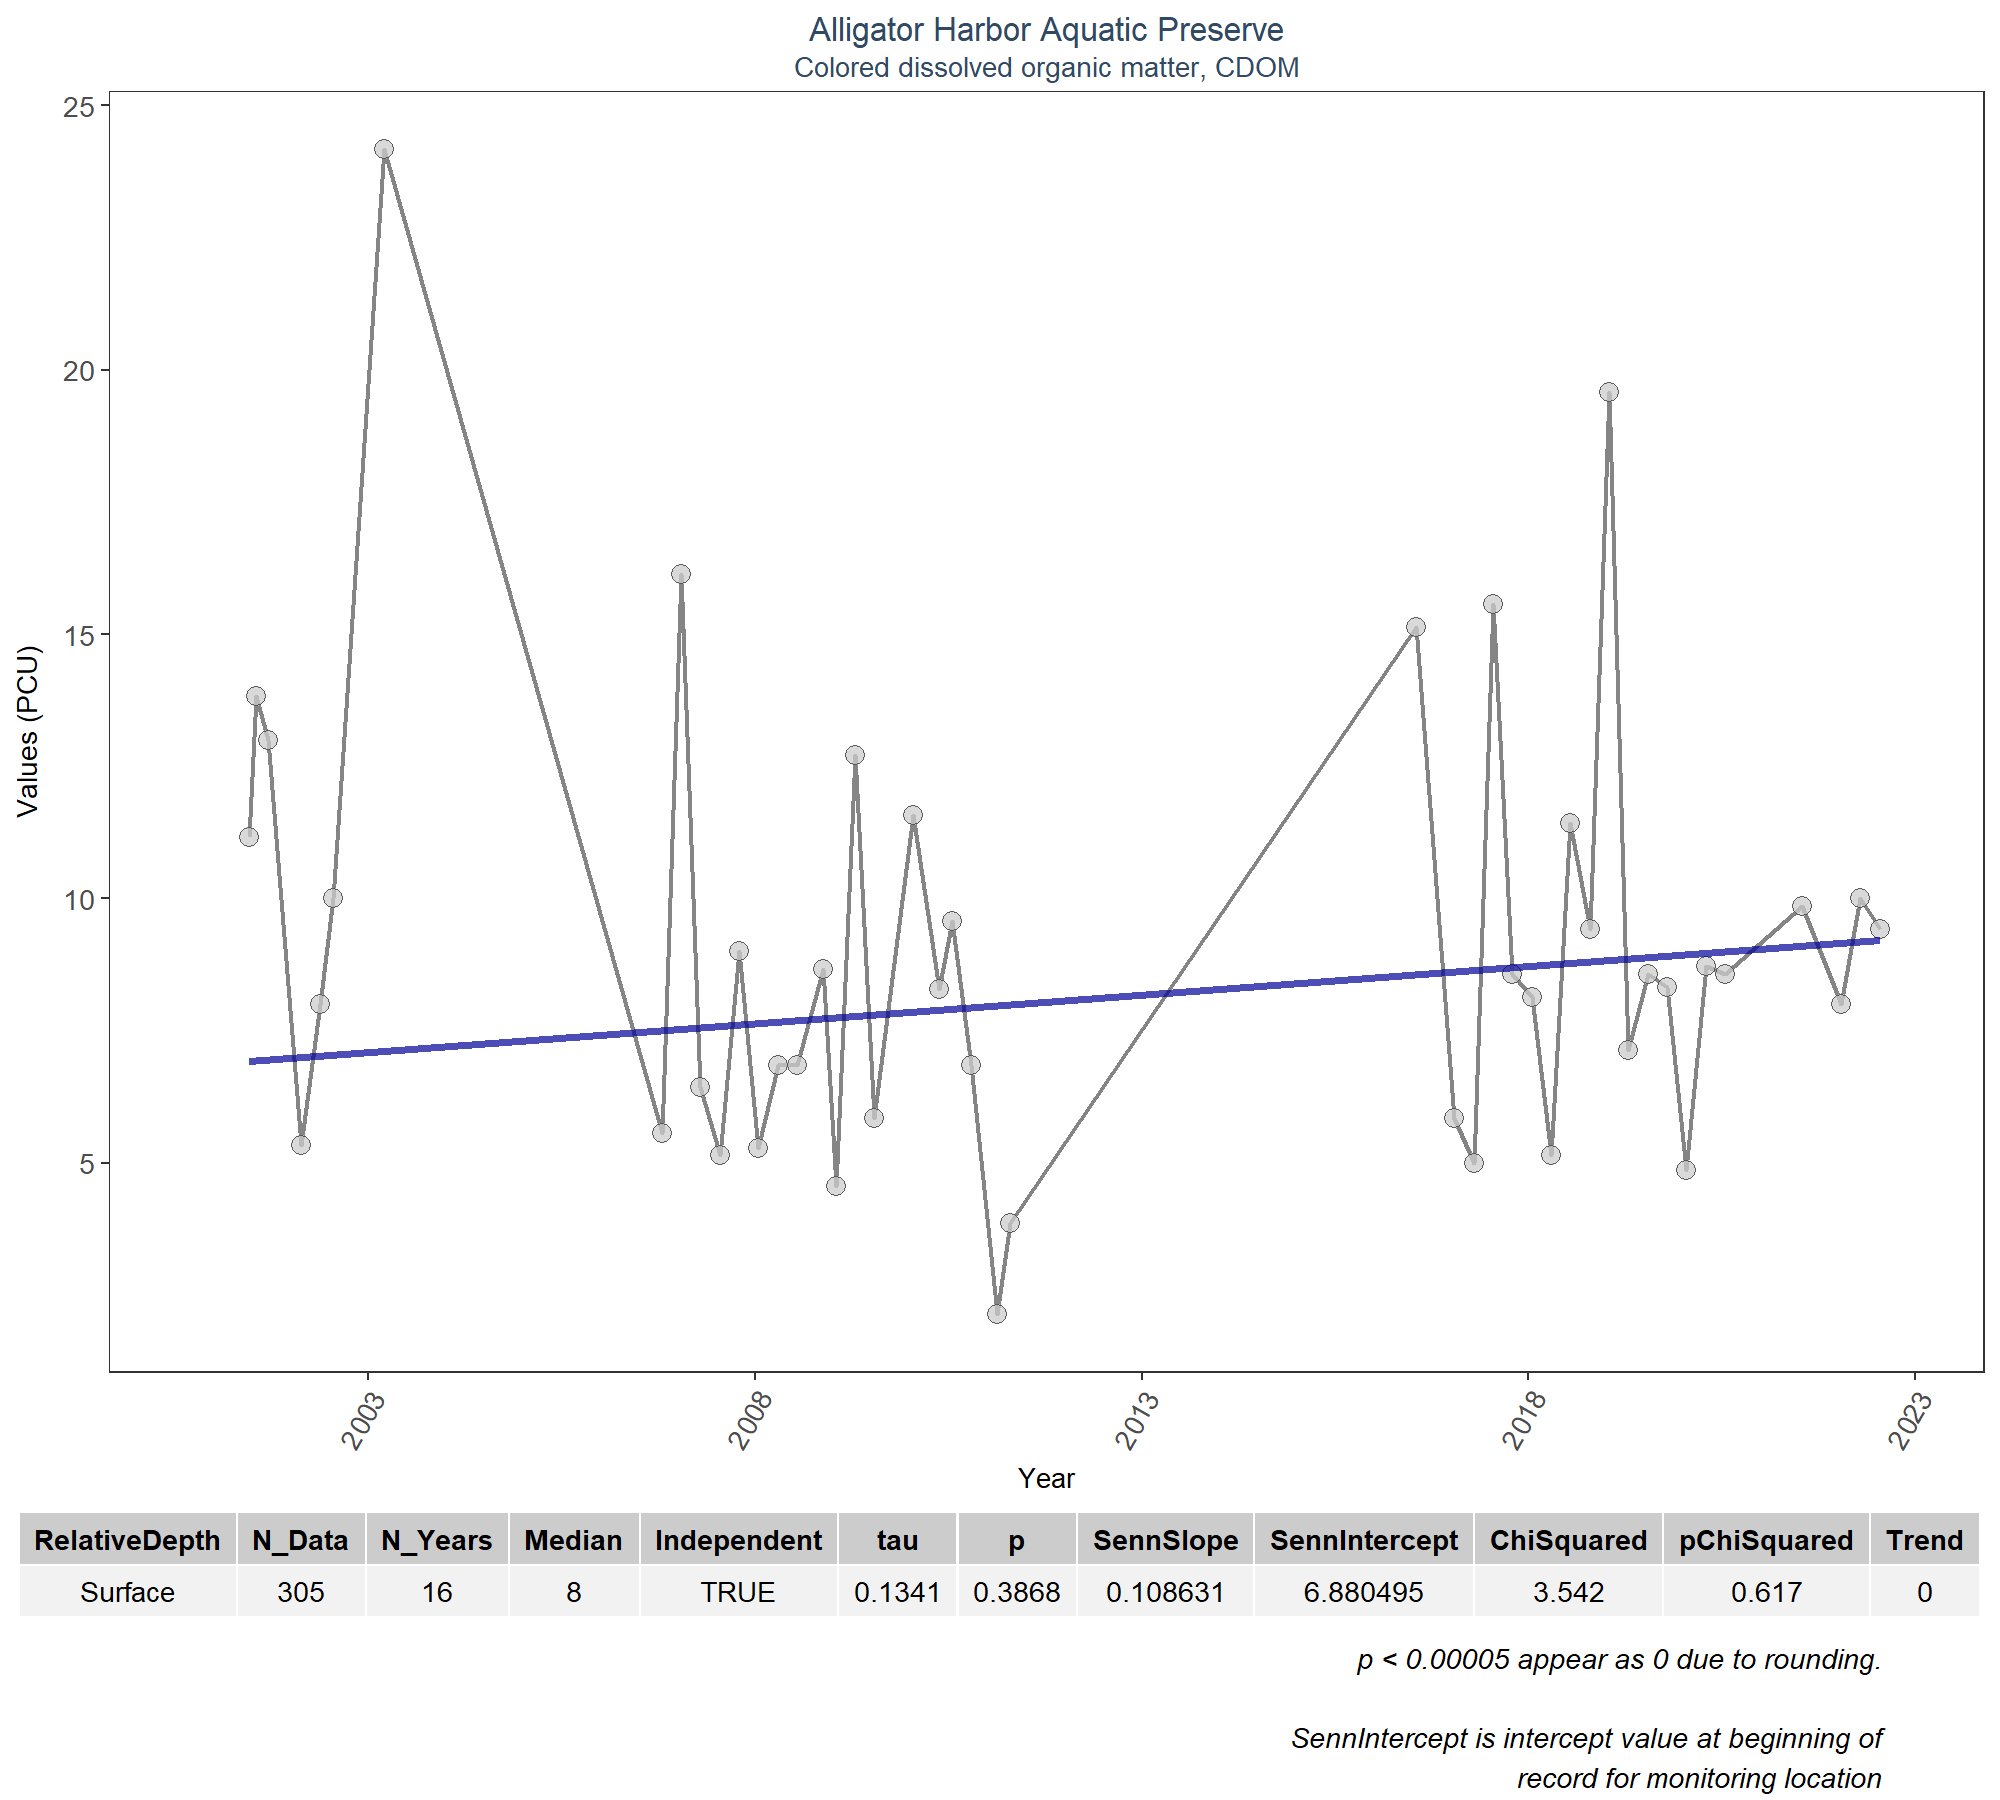 Alligator Harbor Aquatic Preserve
Colored dissolved organic matter, CDOM
25
20
15
10
5
Values (PCU)
2003 2008 2013 2018 2023
Year
RelativeDepth N_Data N_Years Median Independent tau p SennSlope SennIntercept ChiSquared pChiSquared Trend
Surface 305 16 8 TRUE 0.1341 0.3868 0.108631 6.880495 3.542 0.617 0
p < 0.00005 appear as 0 due to rounding.
SennIntercept is intercept value at beginning of
record for monitoring location